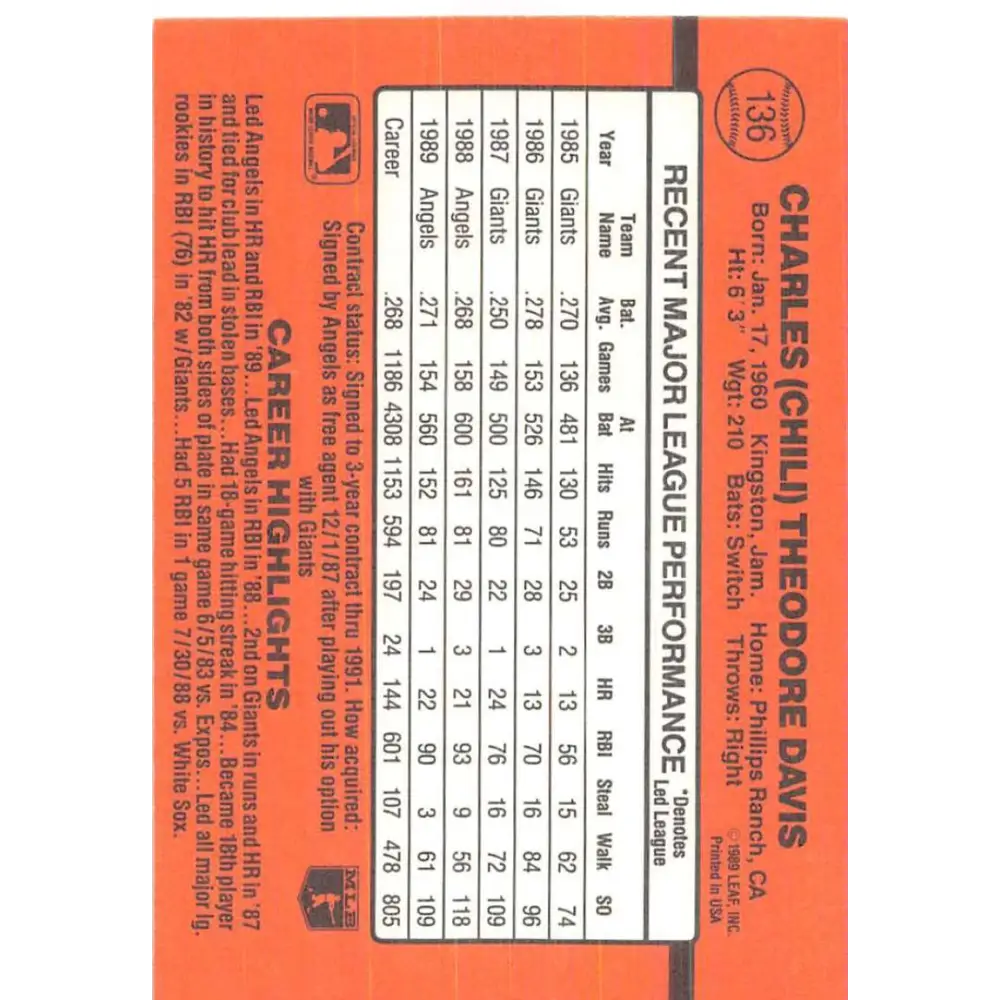 136
CHARLES (CHILI) THEODORE DAVIS
Born: Jan. 17, 1960 Kingston, Jam. Home: Phillips Ranch, CA
Ht: 6'3" Wgt: 210 Bats: Switch Throws: Right
©1989 LEAF, INC.
Printed in USA
RECENT MAJOR LEAGUE PERFORMANCE *Denotes Led League
Year Team Name Bat. Avg. Games At Bat Hits Runs 2B 3B HR RBI Steal Walk SO
1985 Giants .270 136 481 130 53 25 2 13 56 15 62 74
1986 Giants .278 153 526 146 71 28 3 13 70 16 84 96
1987 Giants .250 149 500 125 80 22 1 24 76 16 72 109
1988 Angels .268 158 600 161 81 29 3 21 93 9 56 118
1989 Angels .271 154 560 152 81 24 1 22 90 3 61 109
Career .268 1186 4308 1153 594 197 24 144 601 107 478 805
Contract status: Signed to 3-year contract thru 1991. How acquired:
Signed by Angels as free agent 12/1/87 after playing out his option
with Giants
MLB
CAREER HIGHLIGHTS
Led Angels in HR and RBI in '89...Led Angels in RBI in '88...2nd on Giants in runs and HR in '87
and tied for club lead in stolen bases...Had 18-game hitting streak in '84...Became 18th player
in history to hit HR from both sides of plate in same game 6/5/83 vs. Expos...Led all major lg.
rookies in RBI (76) in '82 w/Giants...Had 5 RBI in 1 game 7/30/88 vs. White Sox.